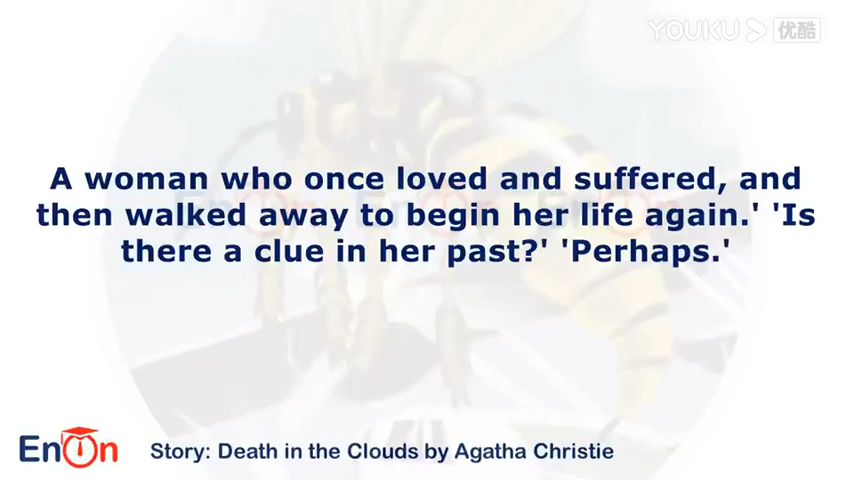 YOUKU 优酷
A woman who once loved and suffered, and
then walked away to begin her life again.' 'Is
there a clue in her past?' 'Perhaps.'
EnOn
Story: Death in the Clouds by Agatha Christie